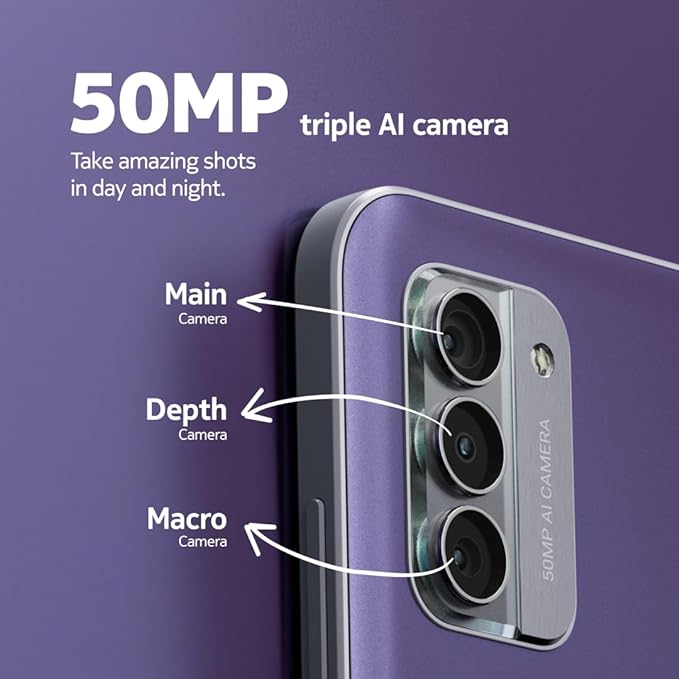 50MP triple AI camera
Take amazing shots
in day and night.
Main
Camera
Depth
Camera
Macro
Camera
50MP AI CAMERA